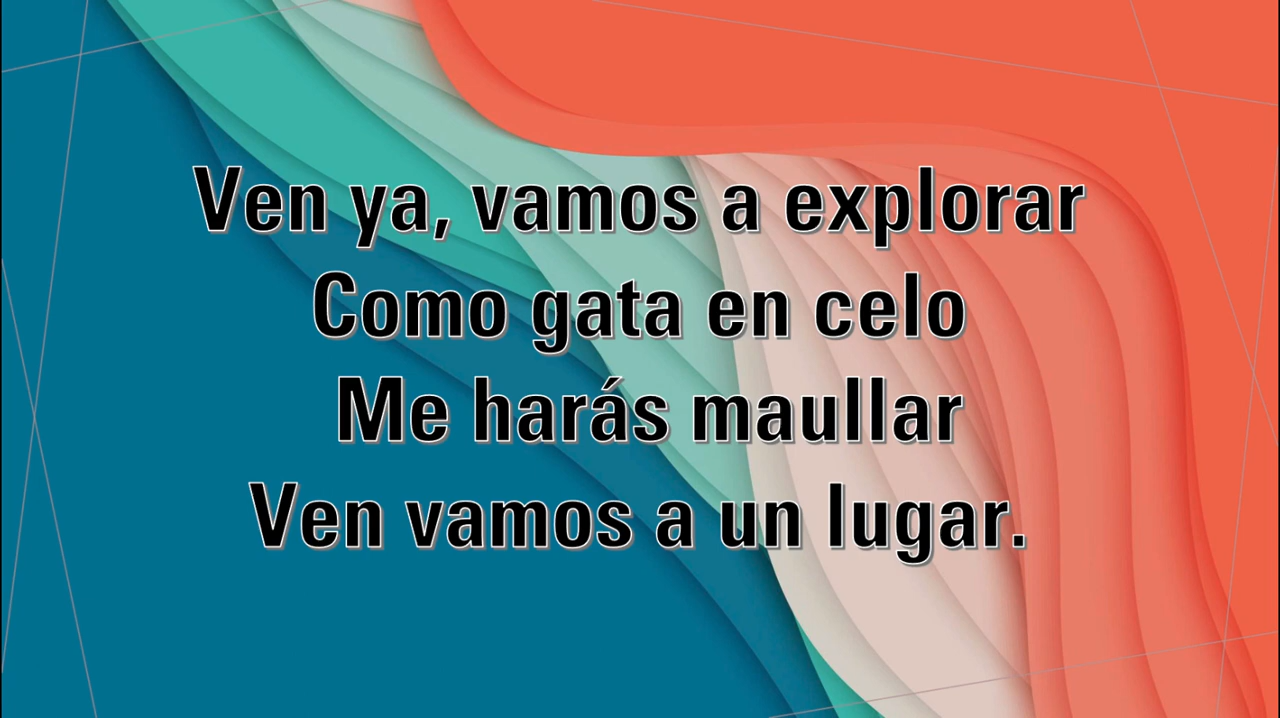 Ven ya, vamos a explorar
Como gata en celo
Me harás maullar
Ven vamos a un lugar.